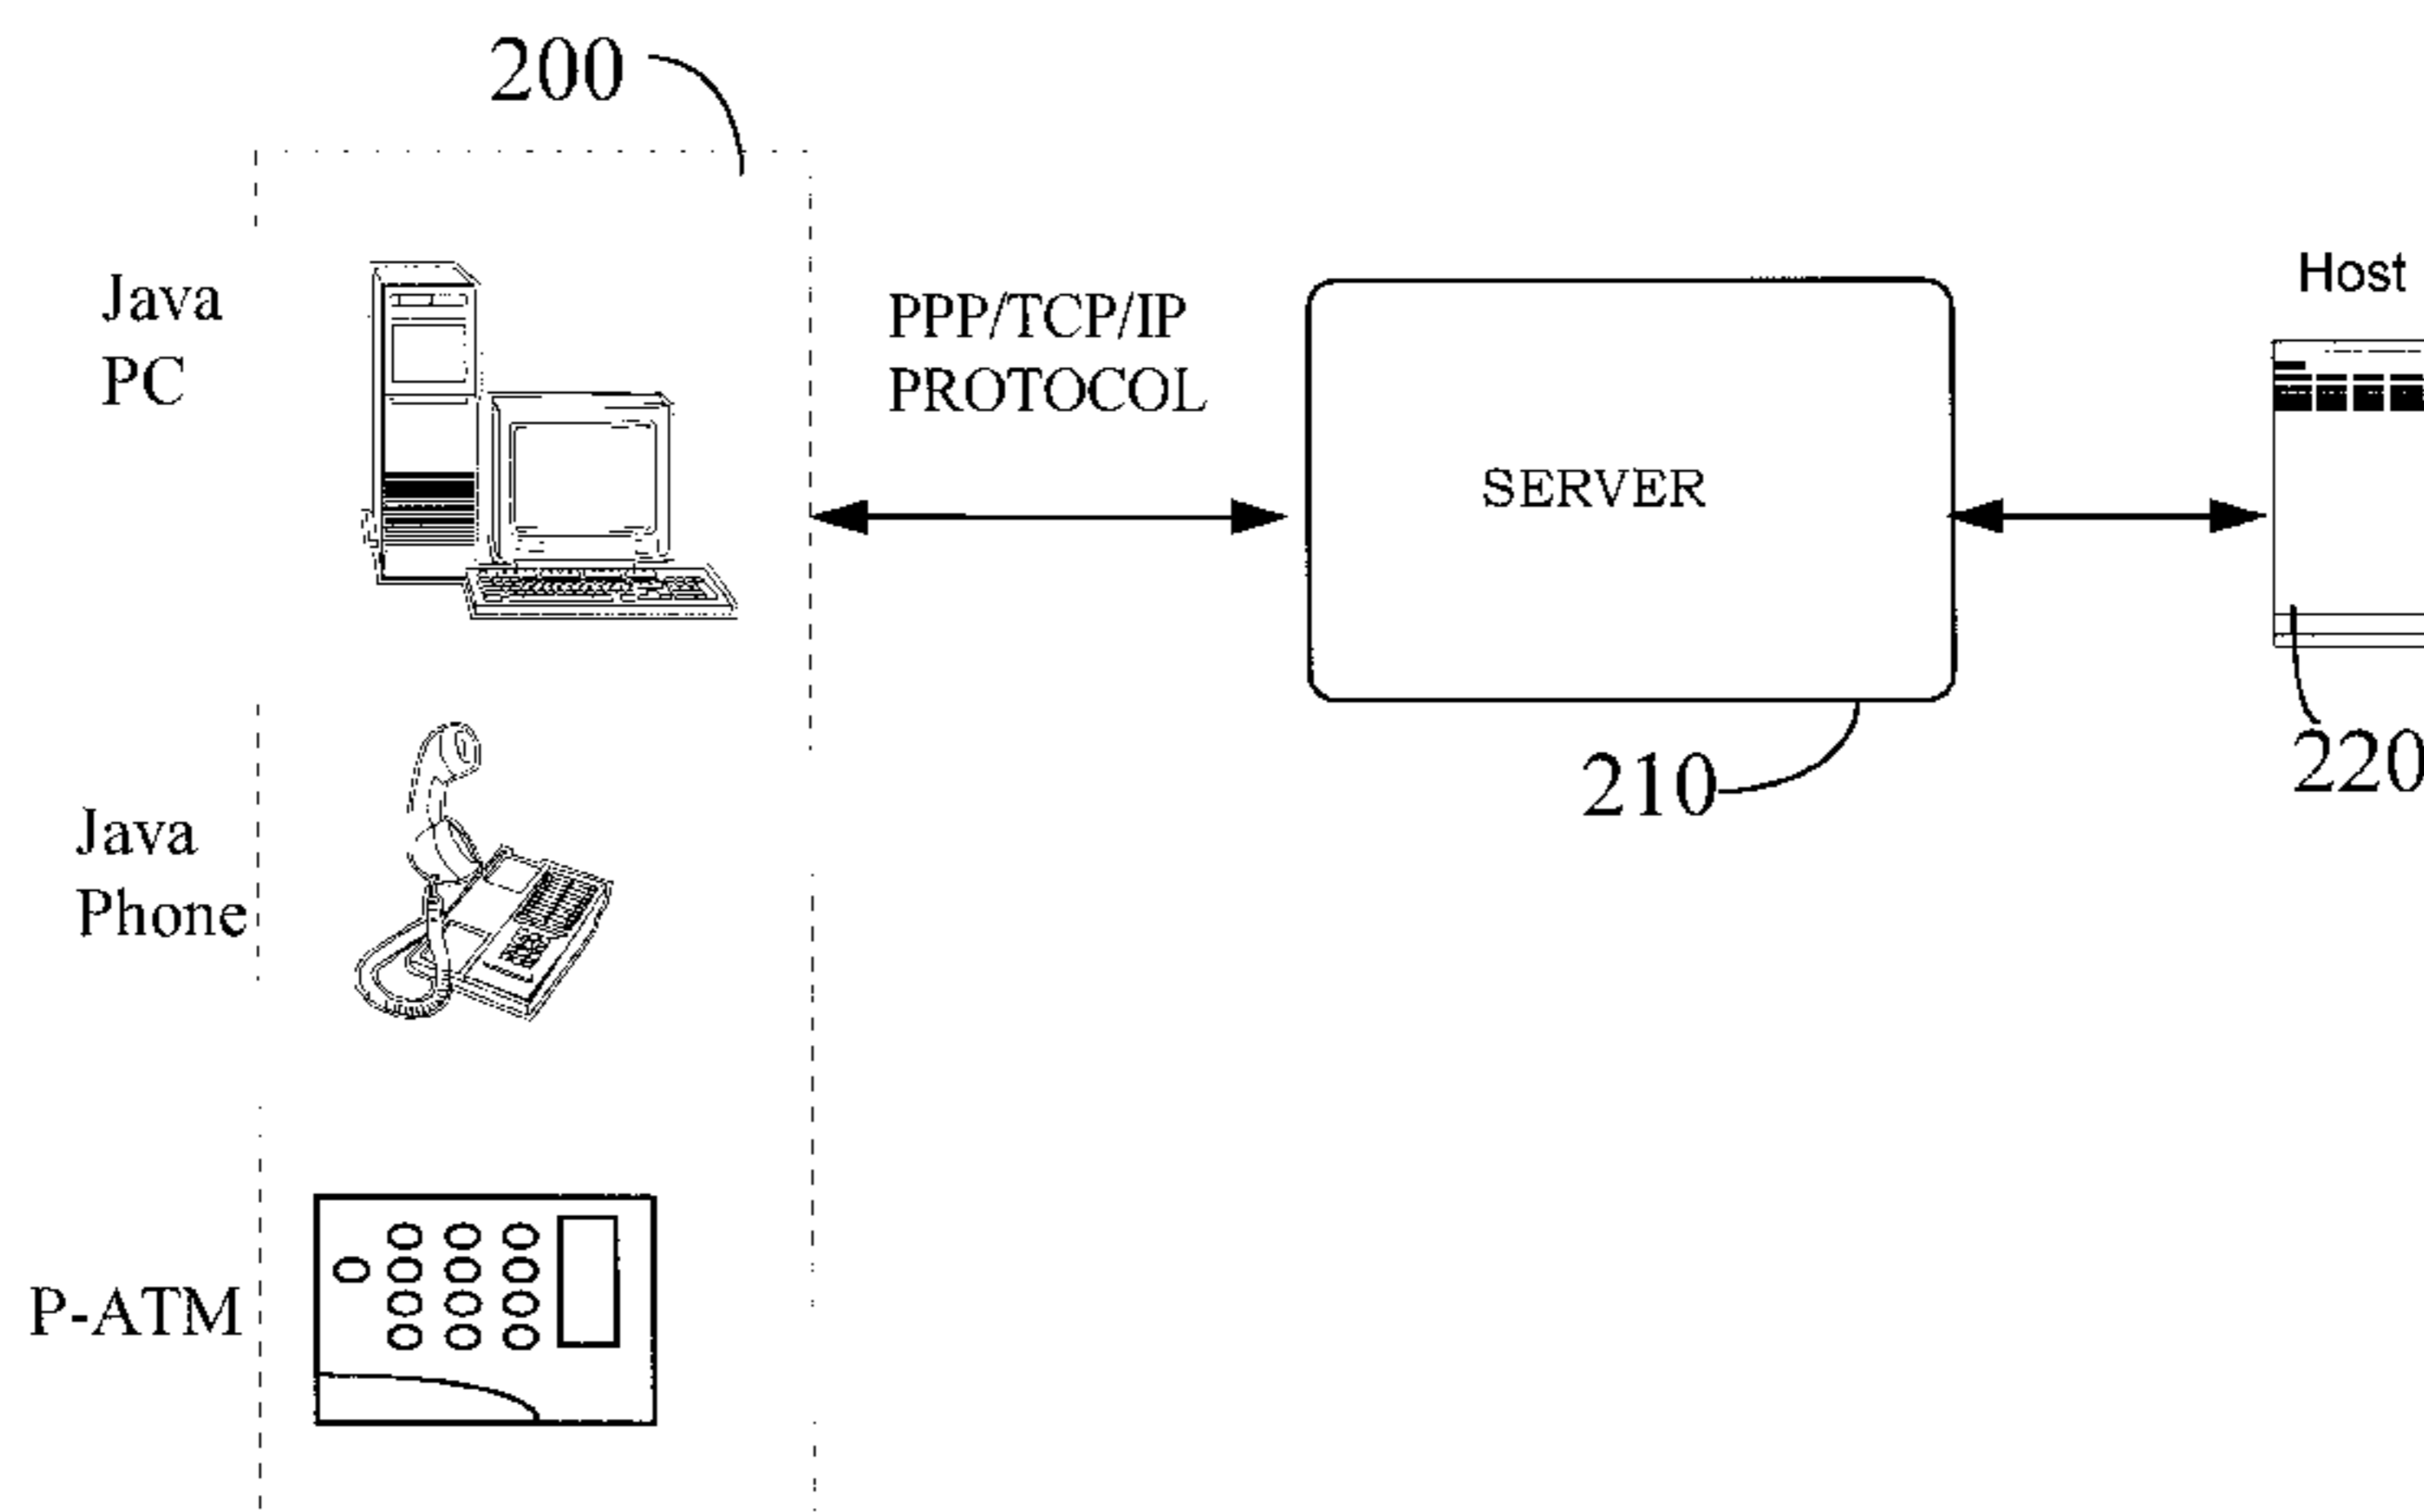 200
Java
PC
PPP/TCP/IP
PROTOCOL
SERVER
Host
210
220
Java
Phone
P-ATM